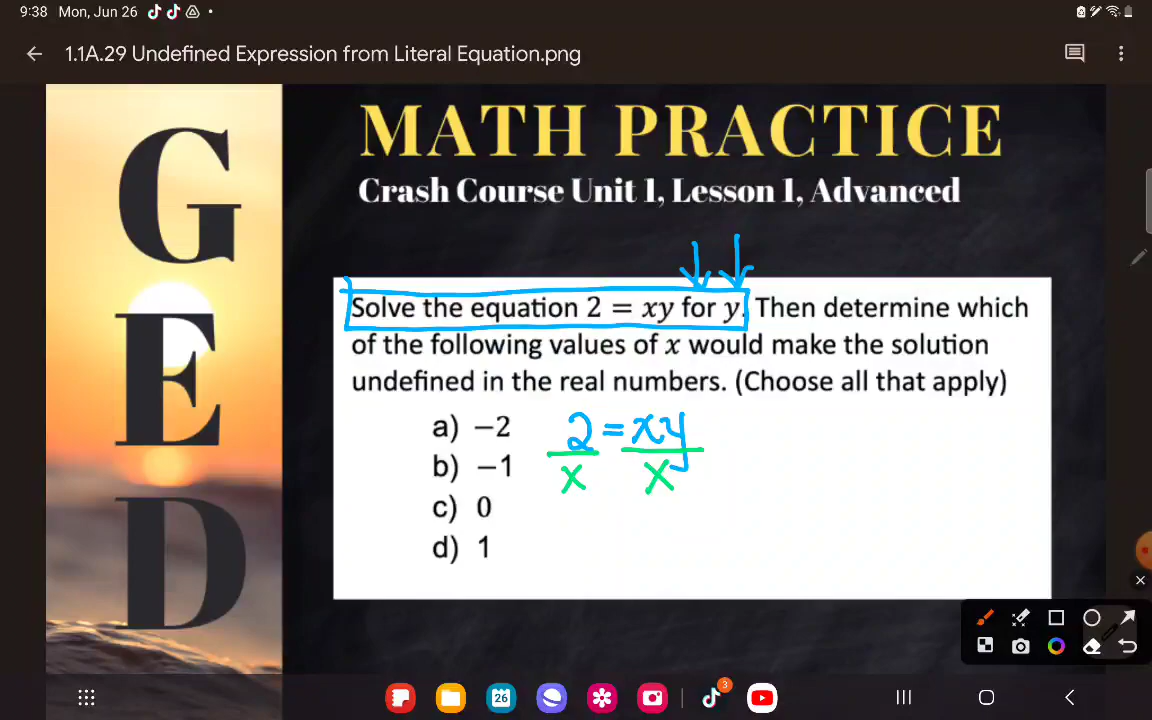 9:38 Mon, Jun 26
1.1A.29 Undefined Expression from Literal Equation.png
GED
MATH PRACTICE
Crash Course Unit 1, Lesson 1, Advanced
Solve the equation 2 = xy for y. Then determine which
of the following values of x would make the solution
undefined in the real numbers. (Choose all that apply)
a) −2
b) −1
c) 0
d) 1
2 = xy
x x
26
3